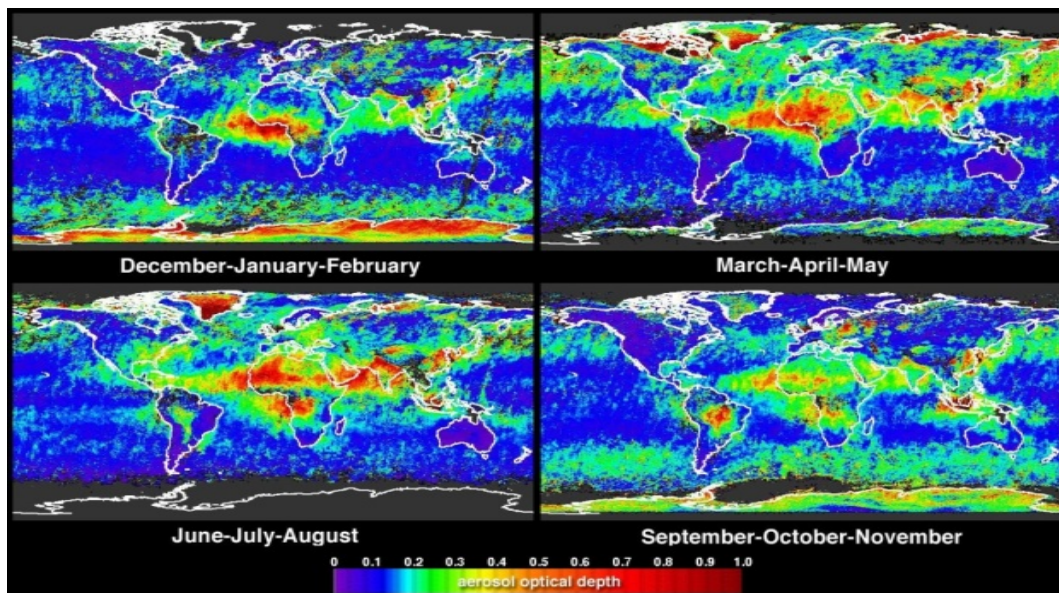 December-January-February
March-April-May
June-July-August
September-October-November
0 0.1 0.2 0.3 0.4 0.5 0.6 0.7 0.8 0.9 1.0
aerosol optical depth